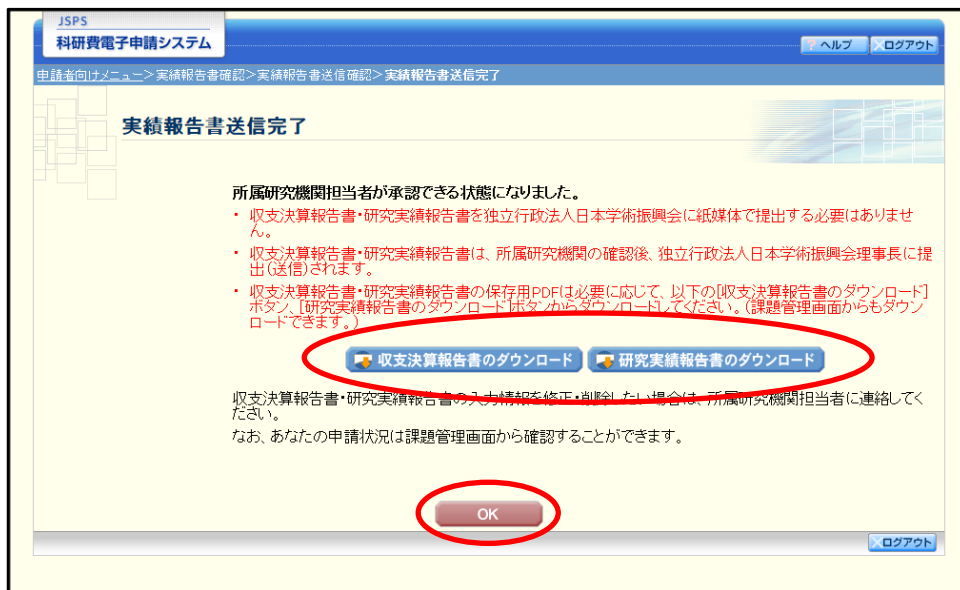 JSPS
科研費電子申請システム
? ヘルプ
ログアウト
申請者向けメニュー>実績報告書確認>実績報告書送信確認>実績報告書送信完了
実績報告書送信完了
所属研究機関担当者が承認できる状態になりました。
・ 収支決算報告書・研究実績報告書を独立行政法人日本学術振興会に紙媒体で提出する必要はありませ
ん。
・ 収支決算報告書・研究実績報告書は、所属研究機関の確認後、独立行政法人日本学術振興会理事長に提
出(送信)されます。
・ 収支決算報告書・研究実績報告書の保存用PDFは必要に応じて、以下の[収支決算報告書のダウンロード]
ボタン、[研究実績報告書のダウンロード]ボタンからダウンロードしてください。(課題管理画面からもダウン
ロードできます。)
収支決算報告書のダウンロード
研究実績報告書のダウンロード
収支決算報告書・研究実績報告書の入力情報を修正・削除したい場合は、所属研究機関担当者に連絡してく
ださい。
なお、あなたの申請状況は課題管理画面から確認することができます。
OK
ログアウト